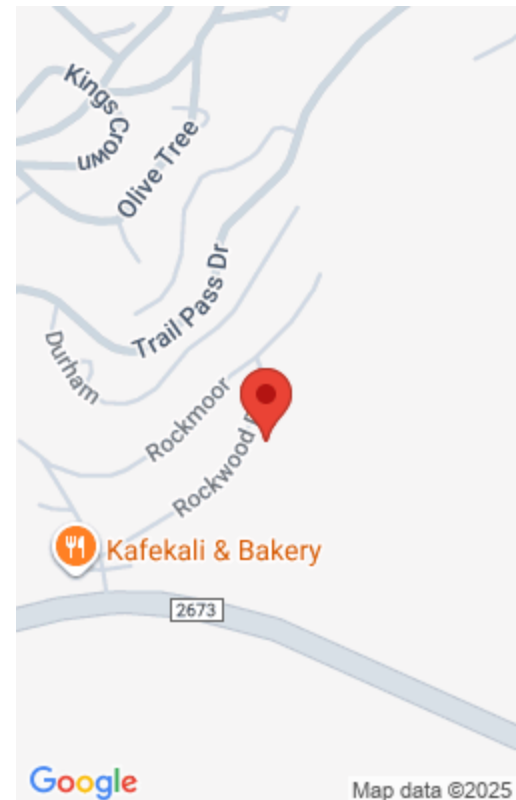 Kings Crown
Olive Tree
Trail Pass Dr
Durham
Rockmoor
Rockwood
Kafekali & Bakery
2673
Google
Map data ©2025